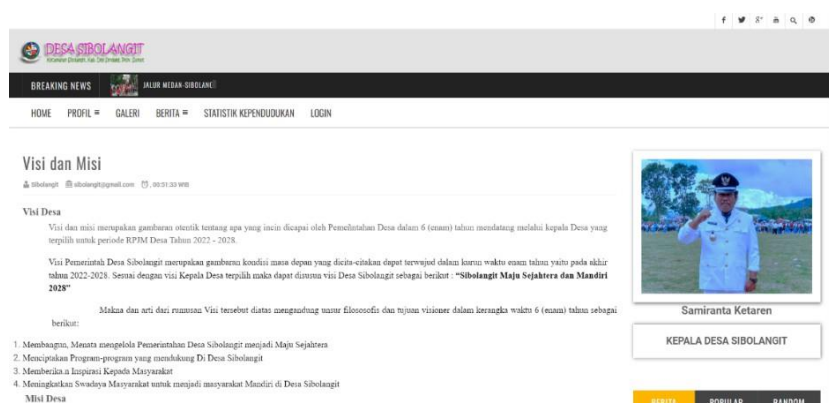 DESA SIBOLANGIT
BREAKING NEWS
JALUR MEDAN-SIBOLANG
HOME PROFIL ≡ GALERI BERITA ≡ STATISTIK KEPENDUDUKAN LOGIN
Visi dan Misi
Sibolangit sibolangit@gmail.com , 00:51:33 WIB
Visi Desa
Visi dan misi merupakan gambaran otentik tentang apa yang incin dicapai oleh Pemerintahan Desa dalam 6 (enam) tahun mendatang melalui kepala Desa yang
terpilih untuk periode RPJM Desa Tahun 2022 - 2028.
Visi Pemerintah Desa Sibolangit merupakan gambaran kondisi masa depan yang dicita-citakan dapat terwujud dalam kurun waktu enam tahun yaitu pada akhir
tahun 2022-2028. Sesuai dengan visi Kepala Desa terpilih maka dapat disusun visi Desa Sibolangit sebagai berikut : “Sibolangit Maju Sejahtera dan Mandiri
2028”
Makna dan arti dari rumusan Visi tersebut diatas mengandung unsur filososofis dan tujuan visioner dalam kerangka waktu 6 (enam) tahun sebagai
berikut:
1. Membangun, Menata mengelola Pemerintahan Desa Sibolangit menjadi Maju Sejahtera
2. Menciptakan Program-program yang mendukung Di Desa Sibolangit
3. Memberika.n Inspirasi Kepada Masyarakat
4. Meningkatkan Swadaya Masyarakat untuk menjadi masyarakat Mandiri di Desa Sibolangit
Misi Desa
Samiranta Ketaren
KEPALA DESA SIBOLANGIT
BERITA POPULAR RANDOM